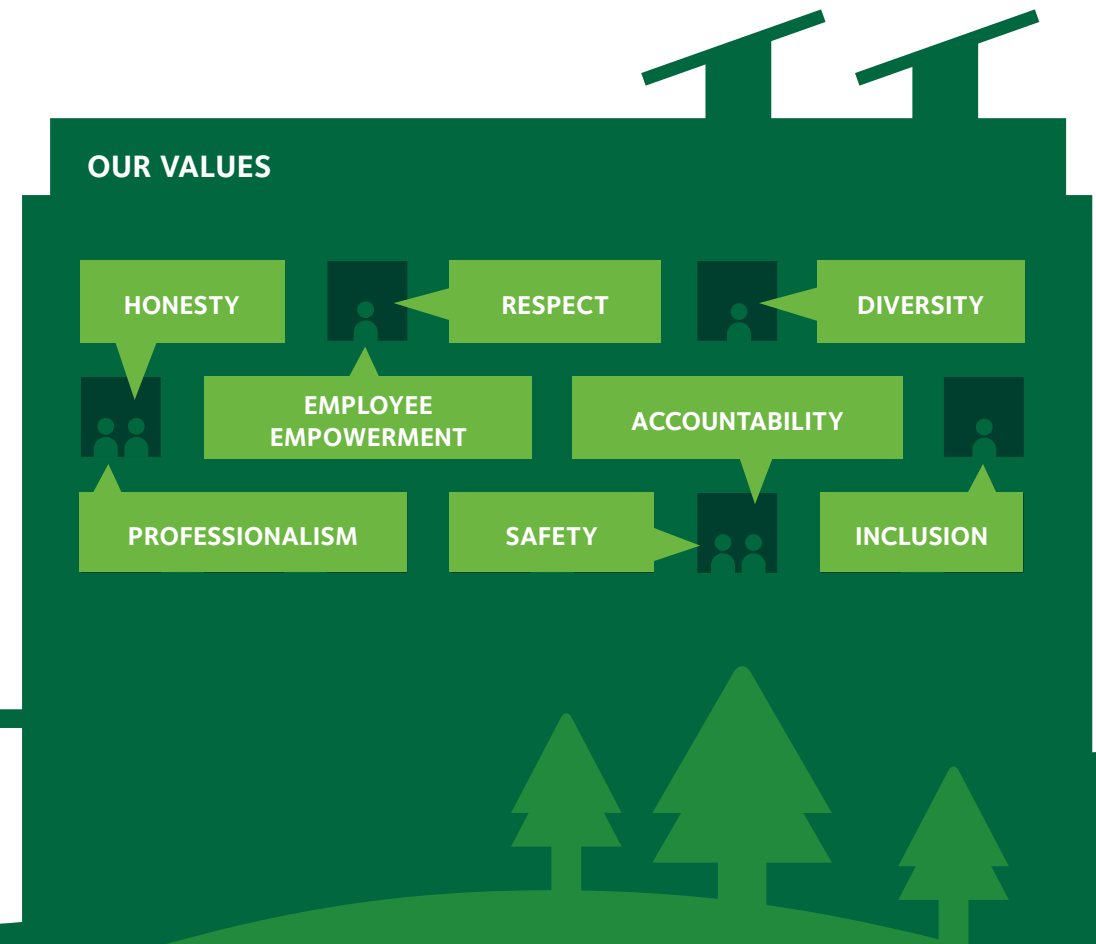 OUR VALUES
HONESTY
RESPECT
DIVERSITY
EMPLOYEE
EMPOWERMENT
ACCOUNTABILITY
PROFESSIONALISM
SAFETY
INCLUSION